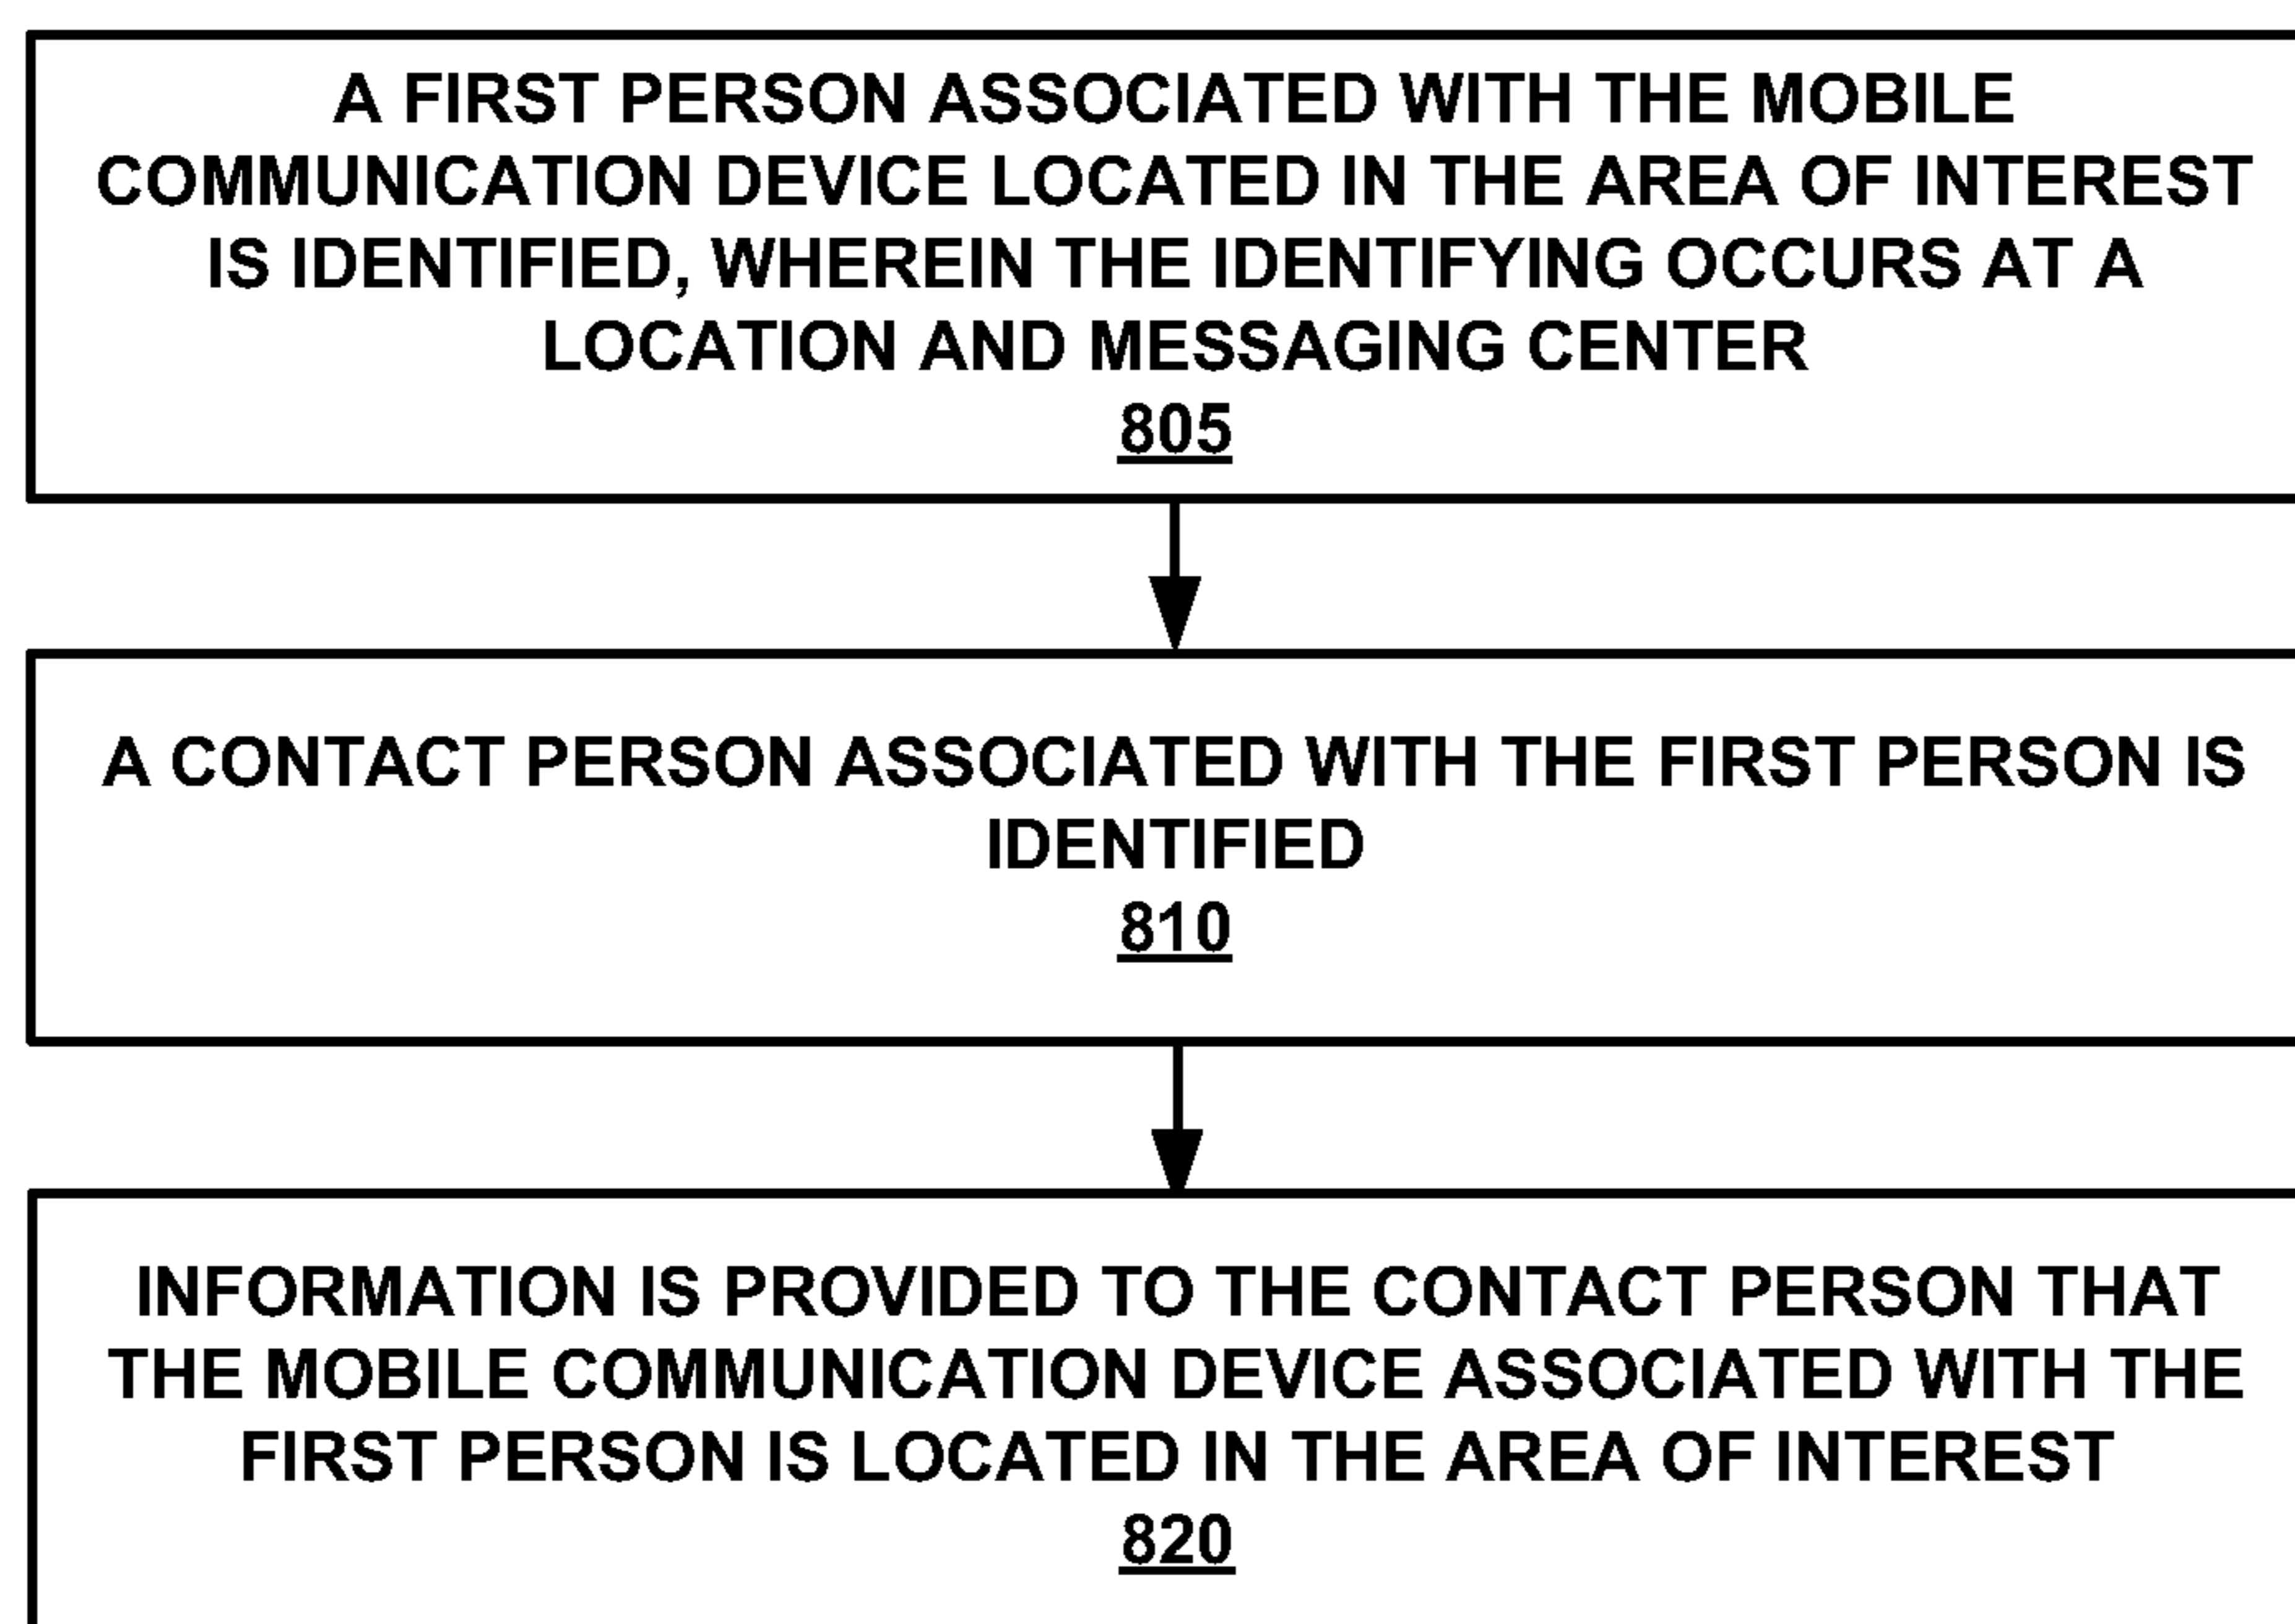 A FIRST PERSON ASSOCIATED WITH THE MOBILE
COMMUNICATION DEVICE LOCATED IN THE AREA OF INTEREST
IS IDENTIFIED, WHEREIN THE IDENTIFYING OCCURS AT A
LOCATION AND MESSAGING CENTER
805
A CONTACT PERSON ASSOCIATED WITH THE FIRST PERSON IS
IDENTIFIED
810
INFORMATION IS PROVIDED TO THE CONTACT PERSON THAT
THE MOBILE COMMUNICATION DEVICE ASSOCIATED WITH THE
FIRST PERSON IS LOCATED IN THE AREA OF INTEREST
820